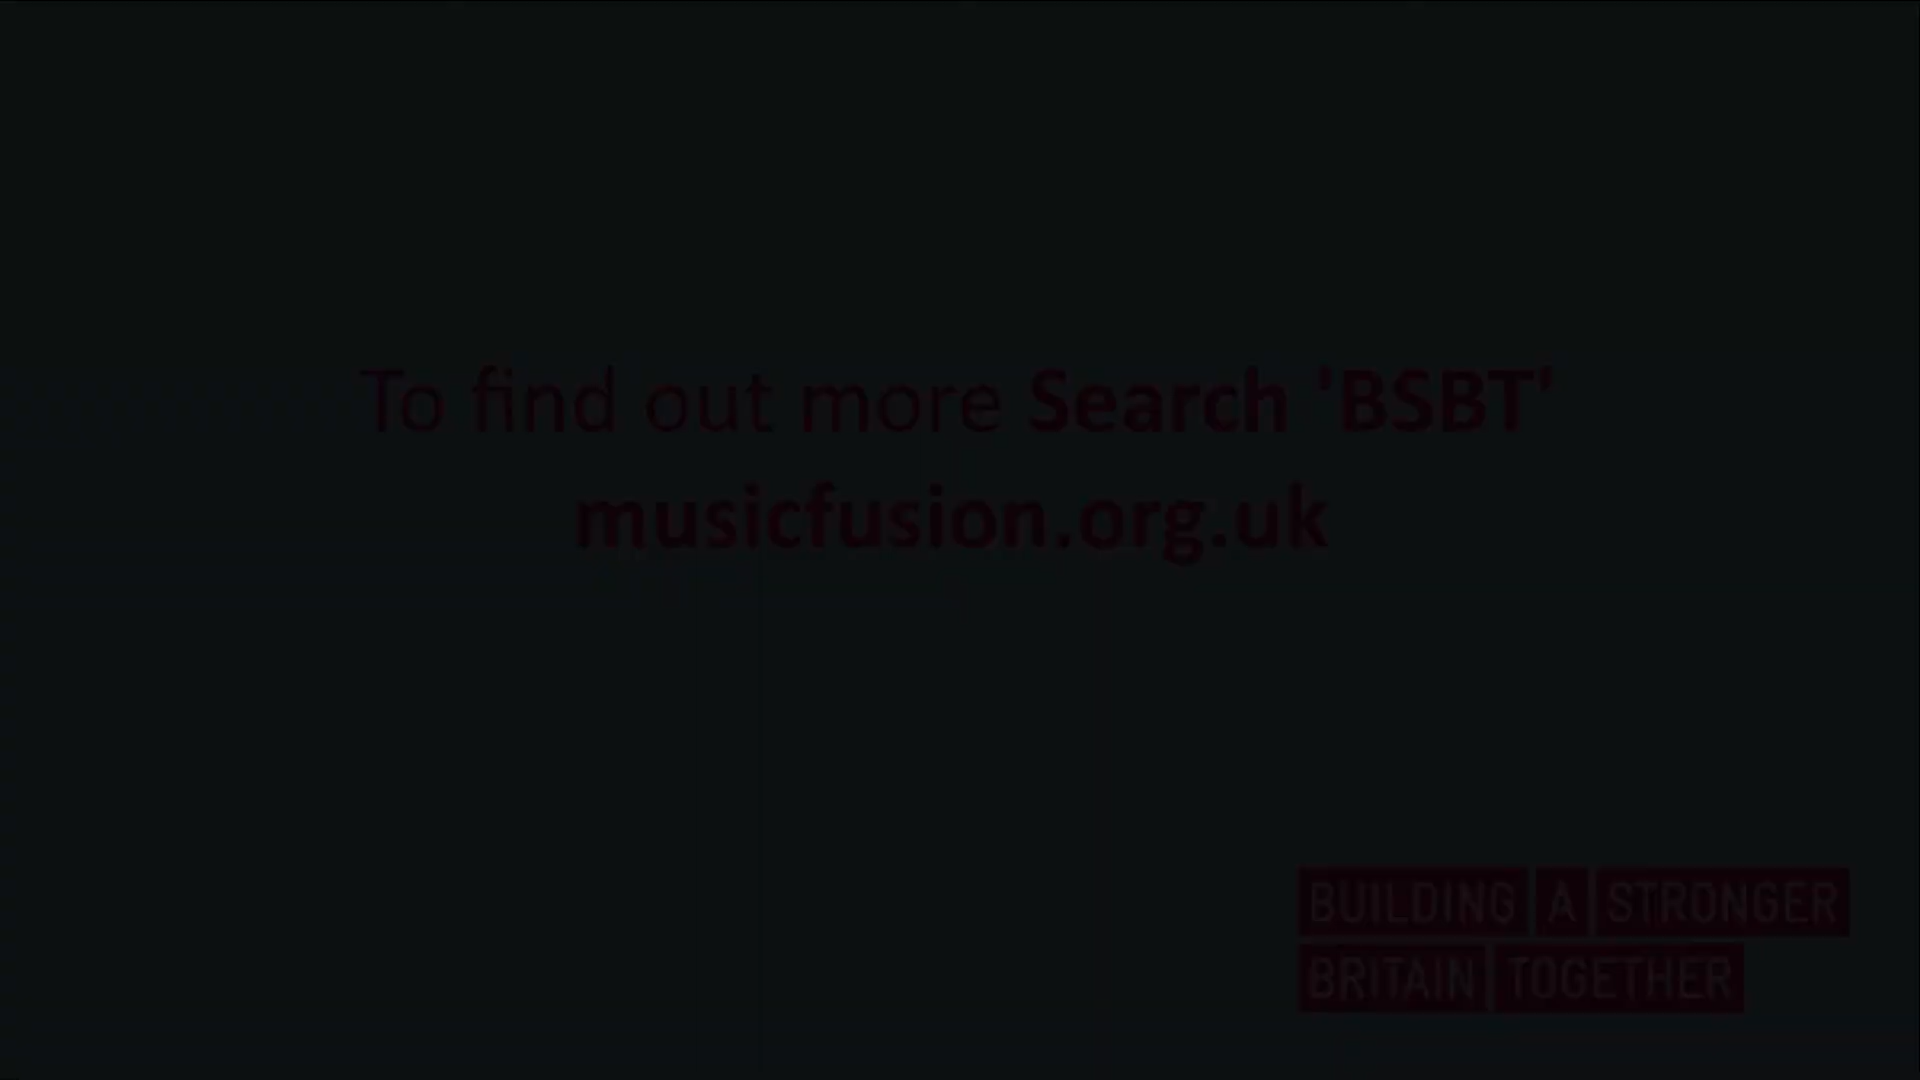 To find out more Search 'BSBT'
musicfusion.org.uk
BUILDING A STRONGER
BRITAIN TOGETHER